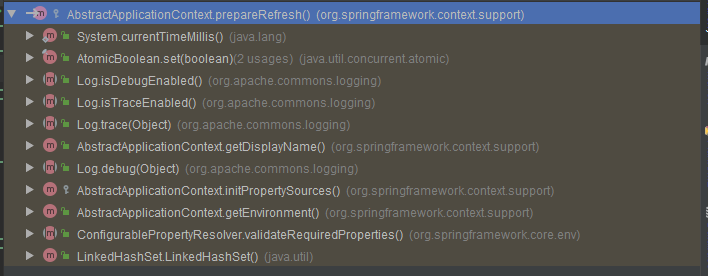 AbstractApplicationContext.prepareRefresh() (org.springframework.context.support)
System.currentTimeMillis() (java.lang)
AtomicBoolean.set(boolean)(2 usages) (java.util.concurrent.atomic)
Log.isDebugEnabled() (org.apache.commons.logging)
Log.isTraceEnabled() (org.apache.commons.logging)
Log.trace(Object) (org.apache.commons.logging)
AbstractApplicationContext.getDisplayName() (org.springframework.context.support)
Log.debug(Object) (org.apache.commons.logging)
AbstractApplicationContext.initPropertySources() (org.springframework.context.support)
AbstractApplicationContext.getEnvironment() (org.springframework.context.support)
ConfigurablePropertyResolver.validateRequiredProperties() (org.springframework.core.env)
LinkedHashSet.LinkedHashSet() (java.util)